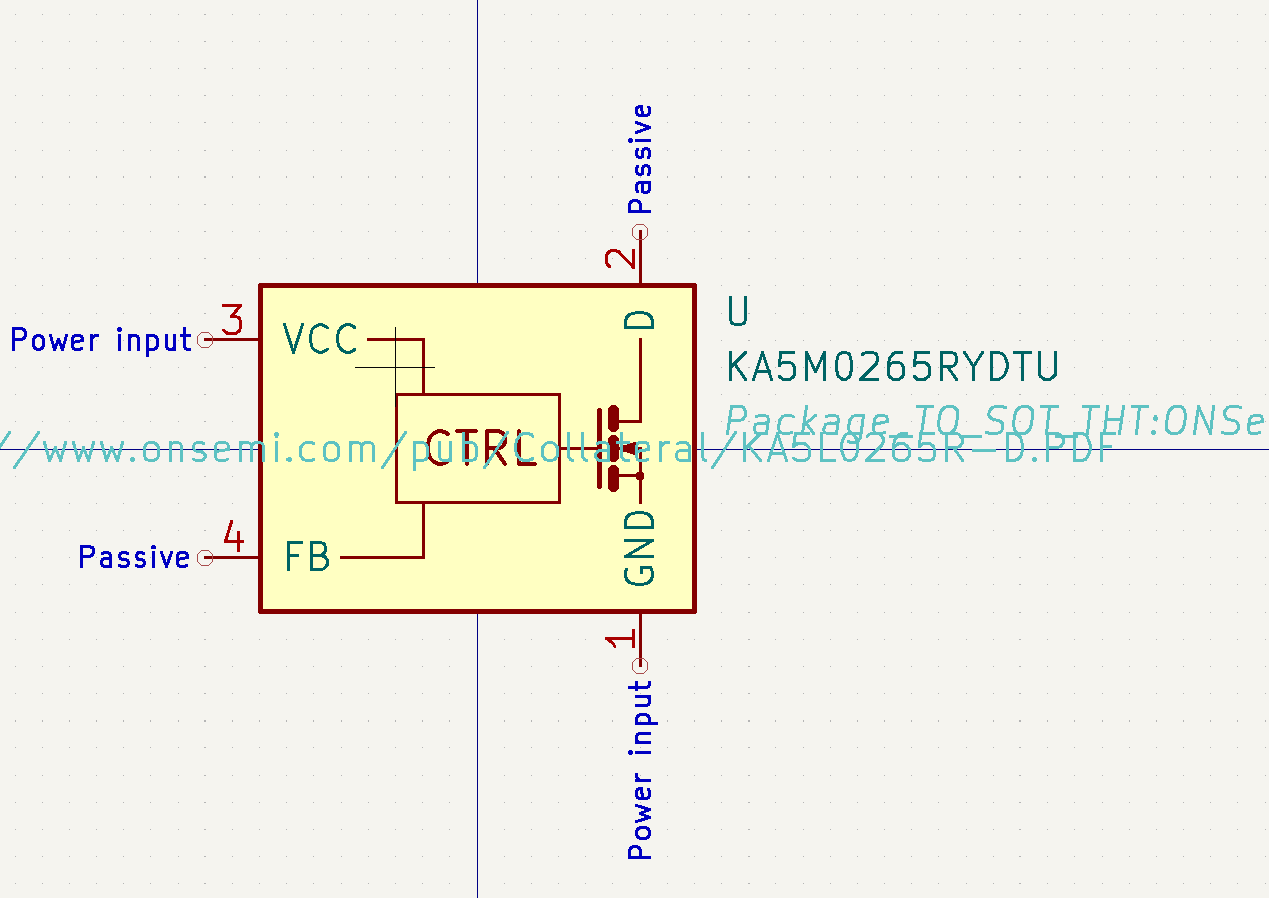 Passive
2
3
Power input
VCC
D
U
KA5M0265RYDTU
Package_TO_SOT_THT:ONSe
//www.onsemi.com/pub/Collateral/KA5L0265R-D.PDF
CTRL
4
Passive
FB
GND
1
Power input